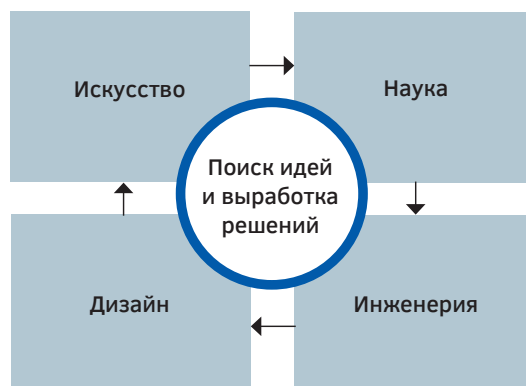 Искусство
Наука
Поиск идей
и выработка
решений
Дизайн
Инженерия